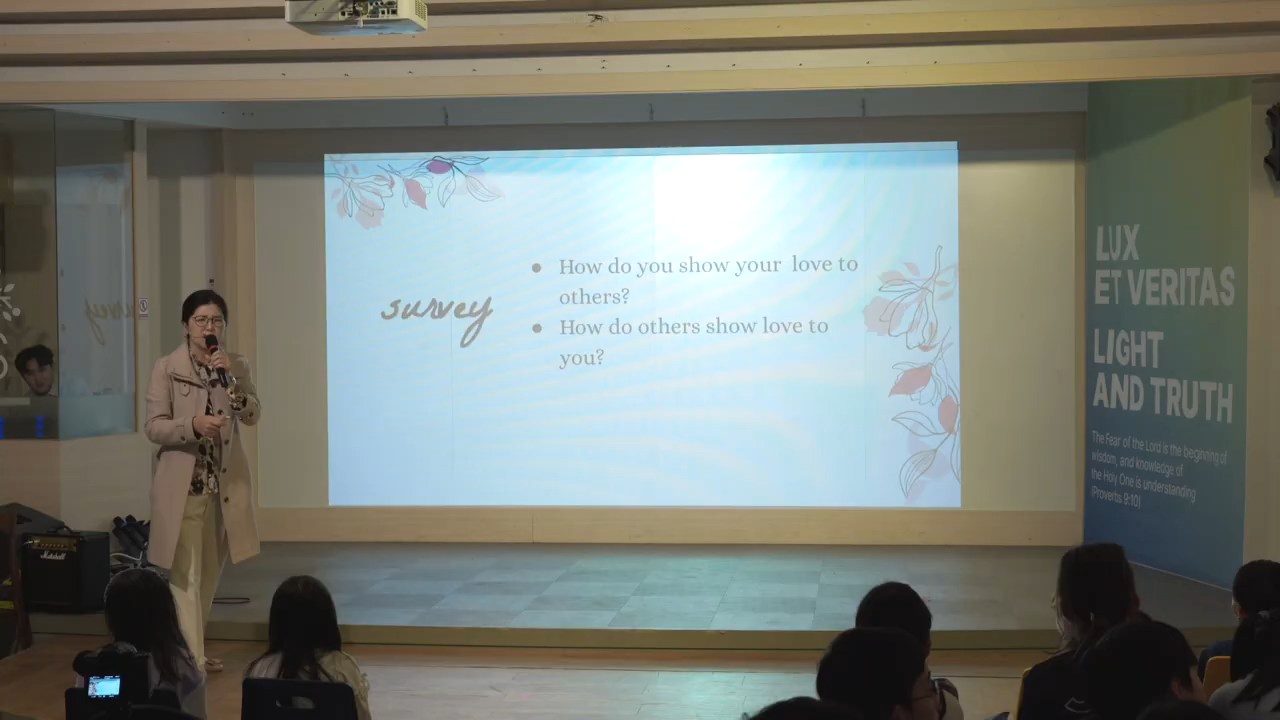 survey
● How do you show your love to
others?
● How do others show love to
you?
LUX
ET VERITAS
LIGHT
AND TRUTH
The Fear of the Lord is the beginning of
wisdom, and knowledge of
the Holy One is understanding
(Proverbs 9:10)
Marshall
survey